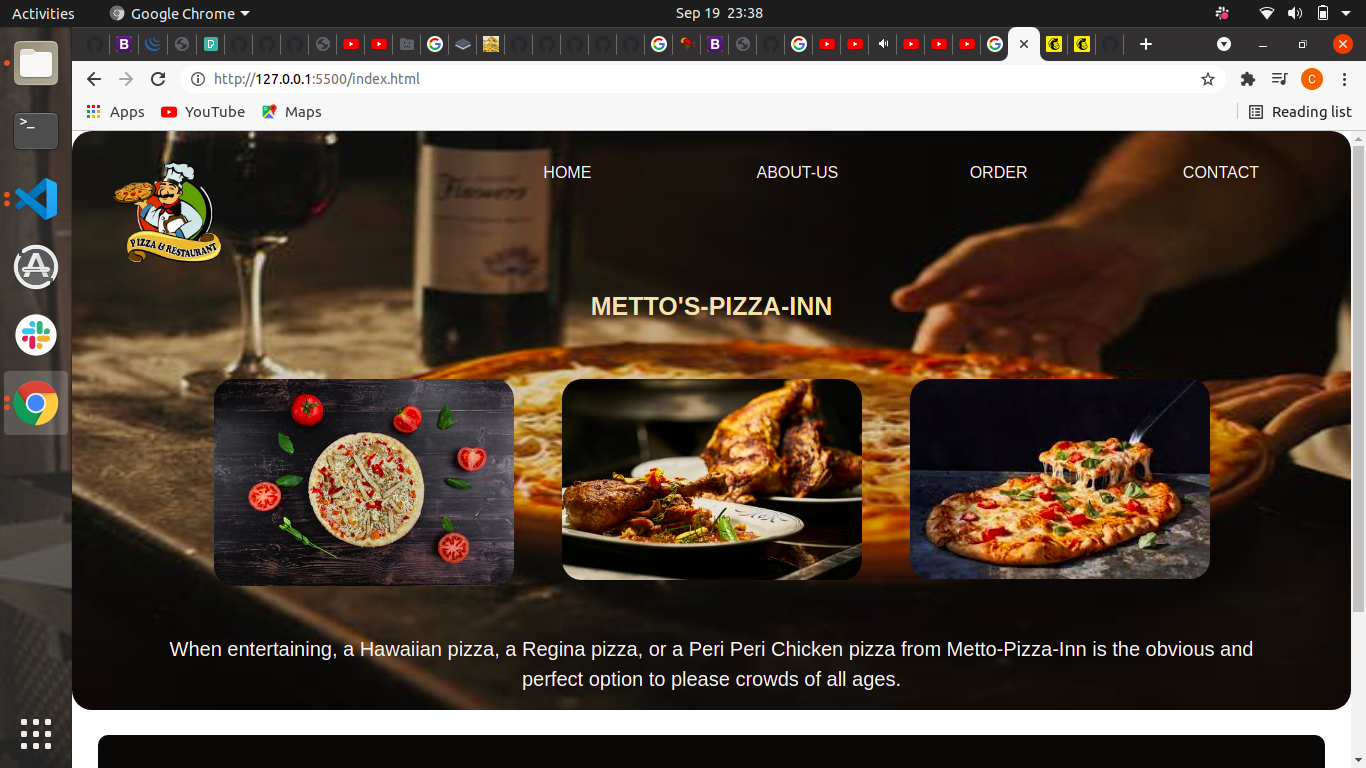 Activities
Google Chrome
Sep 19 23:38
http://127.0.0.1:5500/index.html
C
Apps
YouTube
Maps
Reading list
PIZZA & RESTAURANT
HOME
ABOUT-US
ORDER
CONTACT
Flowers
METTO'S-PIZZA-INN
When entertaining, a Hawaiian pizza, a Regina pizza, or a Peri Peri Chicken pizza from Metto-Pizza-Inn is the obvious and
perfect option to please crowds of all ages.